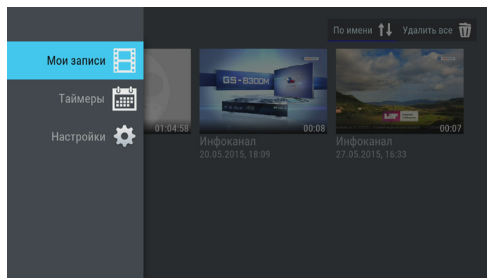 По имени
Удалить все
Мои записи
Таймеры
Настройки
GS-8300M
01:04:58
00:08
00:07
Инфоканал
20.05.2015, 18:09
Инфоканал
27.05.2015, 16:33